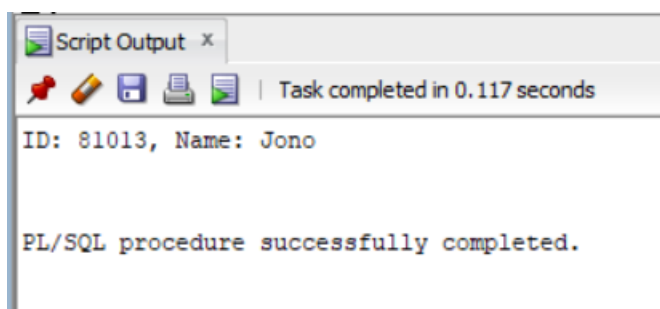 Script Output x
Task completed in 0.117 seconds
ID: 81013, Name: Jono
PL/SQL procedure successfully completed.